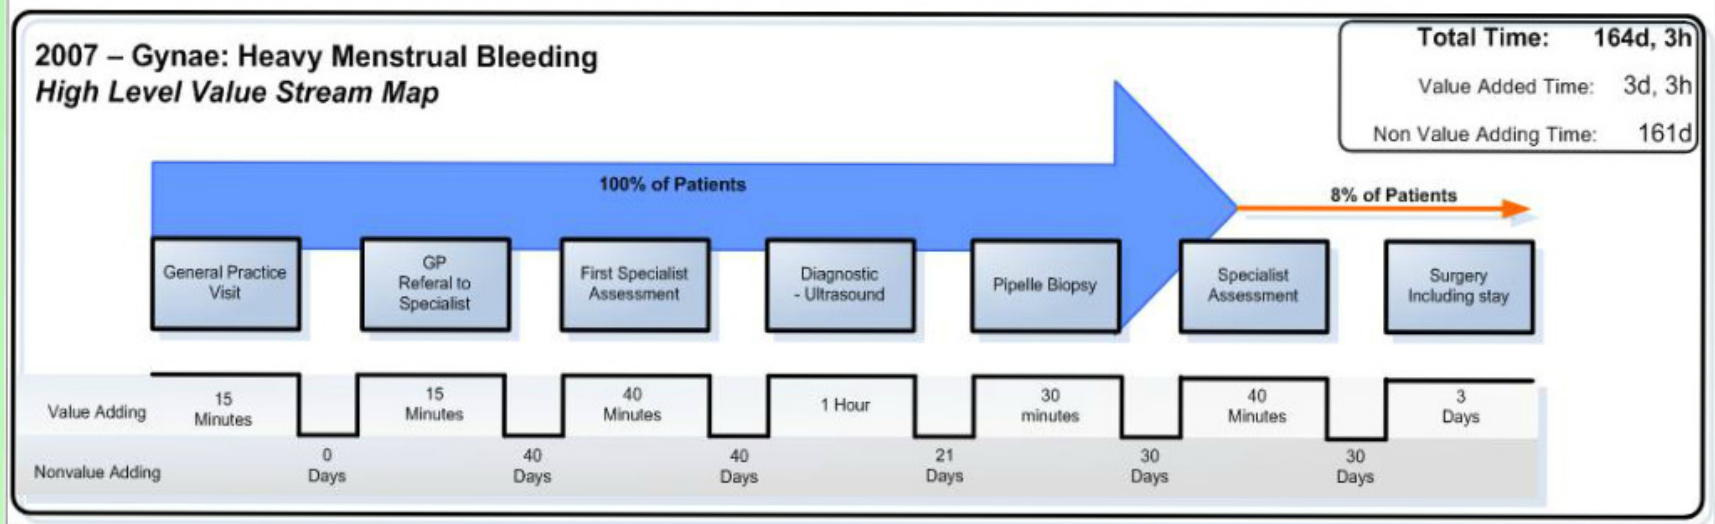 2007 – Gynae: Heavy Menstrual Bleeding
High Level Value Stream Map
Total Time: 164d, 3h
Value Added Time: 3d, 3h
Non Value Adding Time: 161d
100% of Patients
8% of Patients
General Practice
Visit
GP
Referal to
Specialist
First Specialist
Assessment
Diagnostic
- Ultrasound
Pipelle Biopsy
Specialist
Assessment
Surgery
Including stay
Value Adding
15
Minutes
15
Minutes
40
Minutes
1 Hour
30
minutes
40
Minutes
3
Days
Nonvalue Adding
0
Days
40
Days
40
Days
21
Days
30
Days
30
Days